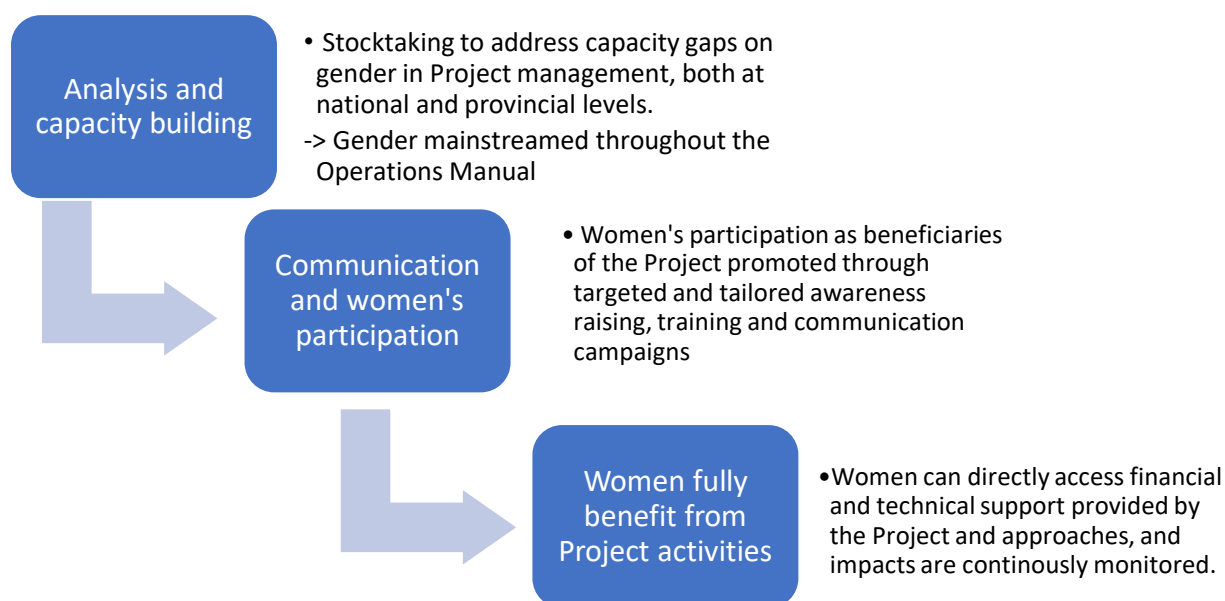 Analysis and
capacity building
• Stocktaking to address capacity gaps on
gender in Project management, both at
national and provincial levels.
-> Gender mainstreamed throughout the
Operations Manual
Communication
and women's
participation
• Women's participation as beneficiaries
of the Project promoted through
targeted and tailored awareness
raising, training and communication
campaigns
Women fully
benefit from
Project activities
•Women can directly access financial
and technical support provided by
the Project and approaches, and
impacts are continously monitored.